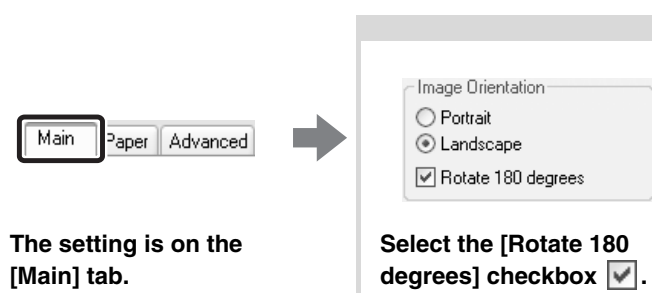 Main Paper Advanced
The setting is on the
[Main] tab.
Image Orientation
Portrait
Landscape
Rotate 180 degrees
Select the [Rotate 180
degrees] checkbox .